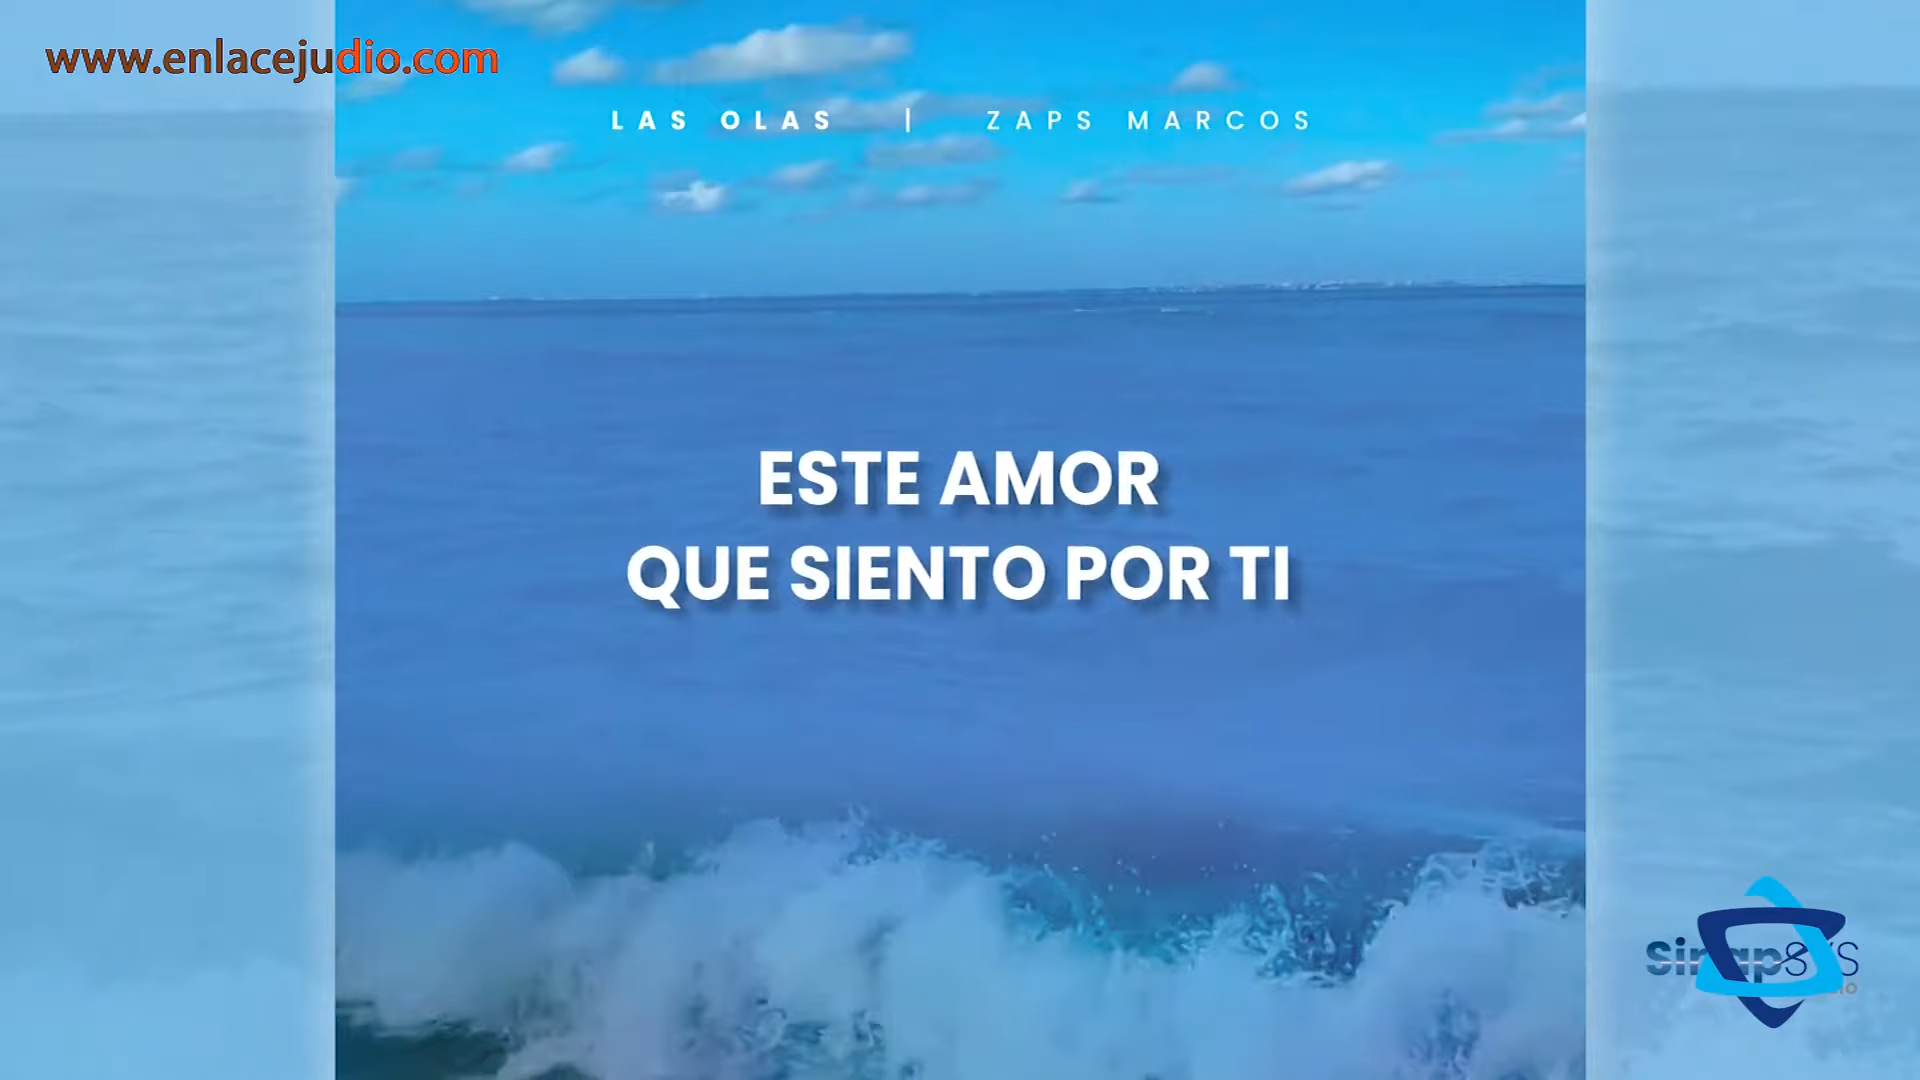 www.enlacejudio.com
LAS OLAS | ZAPS MARCOS
ESTE AMOR
QUE SIENTO POR TI